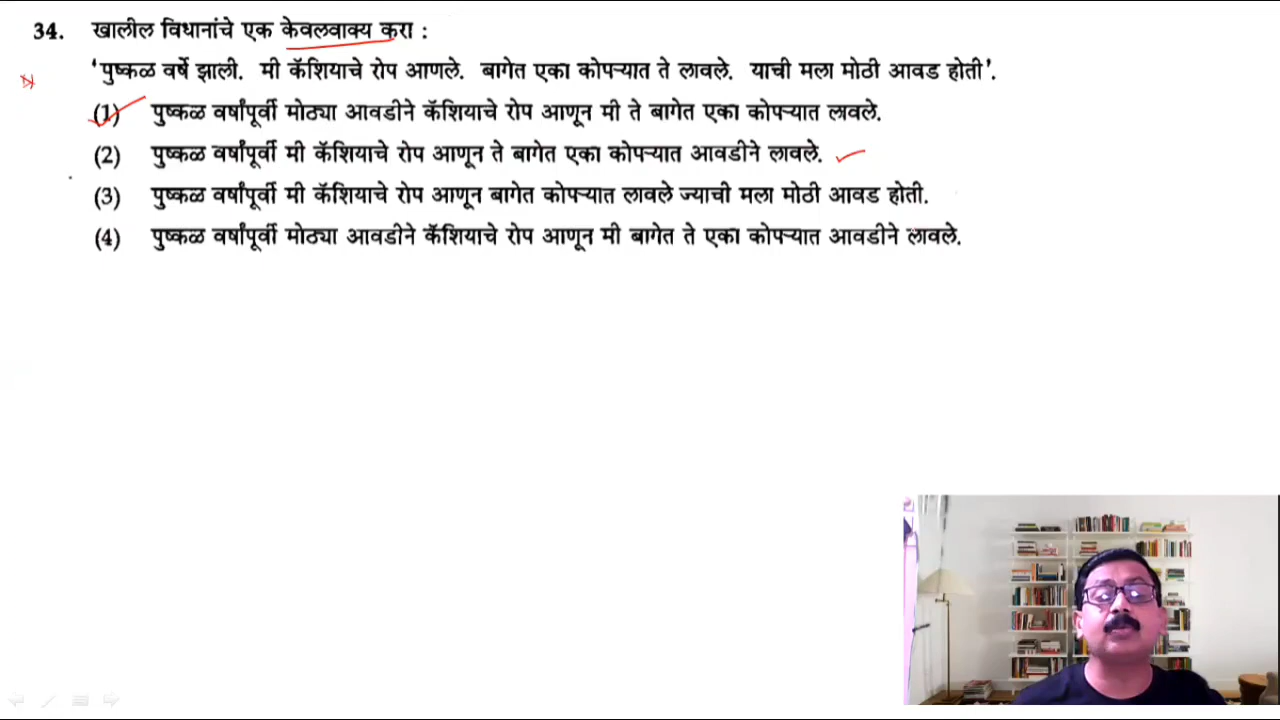 34. खालील विधानांचे एक केवलवाक्य करा :
'पुष्कळ वर्षे झाली. मी कॅशियाचे रोप आणले. बागेत एका कोपऱ्यात ते लावले. याची मला मोठी आवड होती'.
(1) पुष्कळ वर्षांपूर्वी मोठ्या आवडीने कॅशियाचे रोप आणून मी ते बागेत एका कोपऱ्यात लावले.
(2) पुष्कळ वर्षांपूर्वी मी कॅशियाचे रोप आणून ते बागेत एका कोपऱ्यात आवडीने लावले.
(3) पुष्कळ वर्षांपूर्वी मी कॅशियाचे रोप आणून बागेत कोपऱ्यात लावले ज्याची मला मोठी आवड होती.
(4) पुष्कळ वर्षांपूर्वी मोठ्या आवडीने कॅशियाचे रोप आणून मी बागेत ते एका कोपऱ्यात आवडीने लावले.